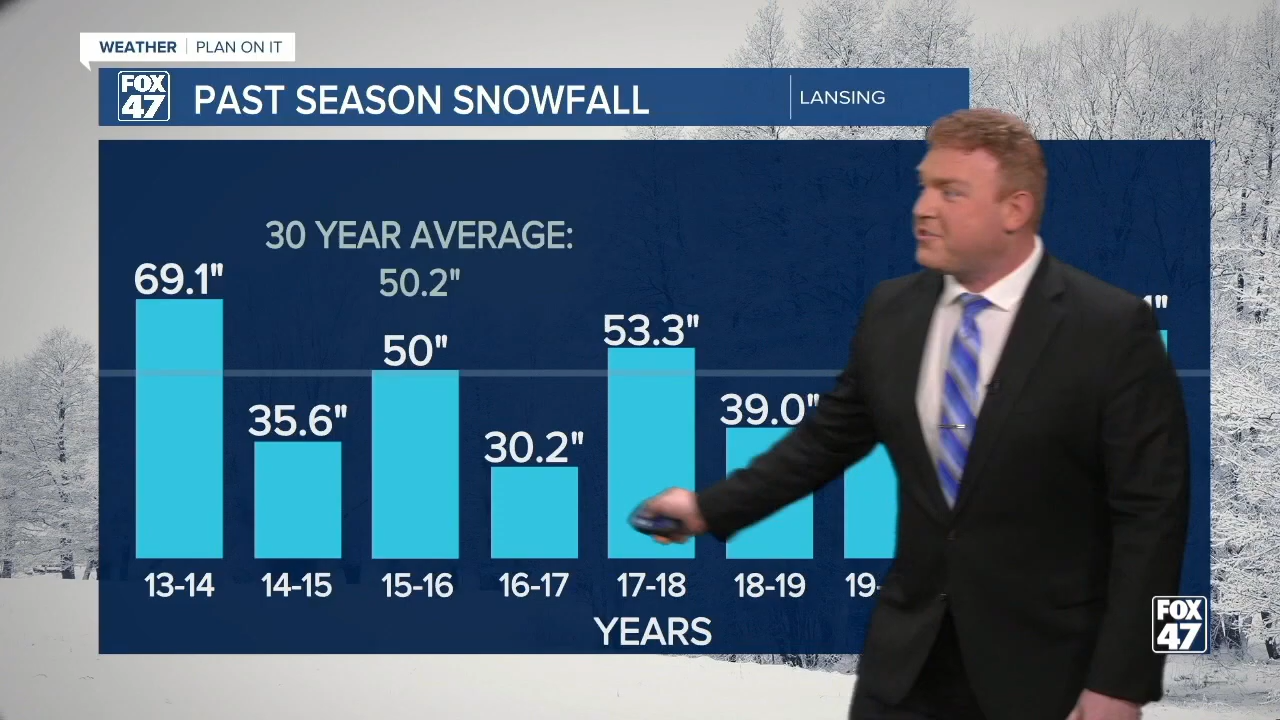 WEATHER | PLAN ON IT
FOX
47
PAST SEASON SNOWFALL
LANSING
30 YEAR AVERAGE:
50.2"
69.1"
35.6"
50"
30.2"
53.3"
39.0"
13-14
14-15
15-16
16-17
17-18
18-19
19-
YEARS
FOX
47